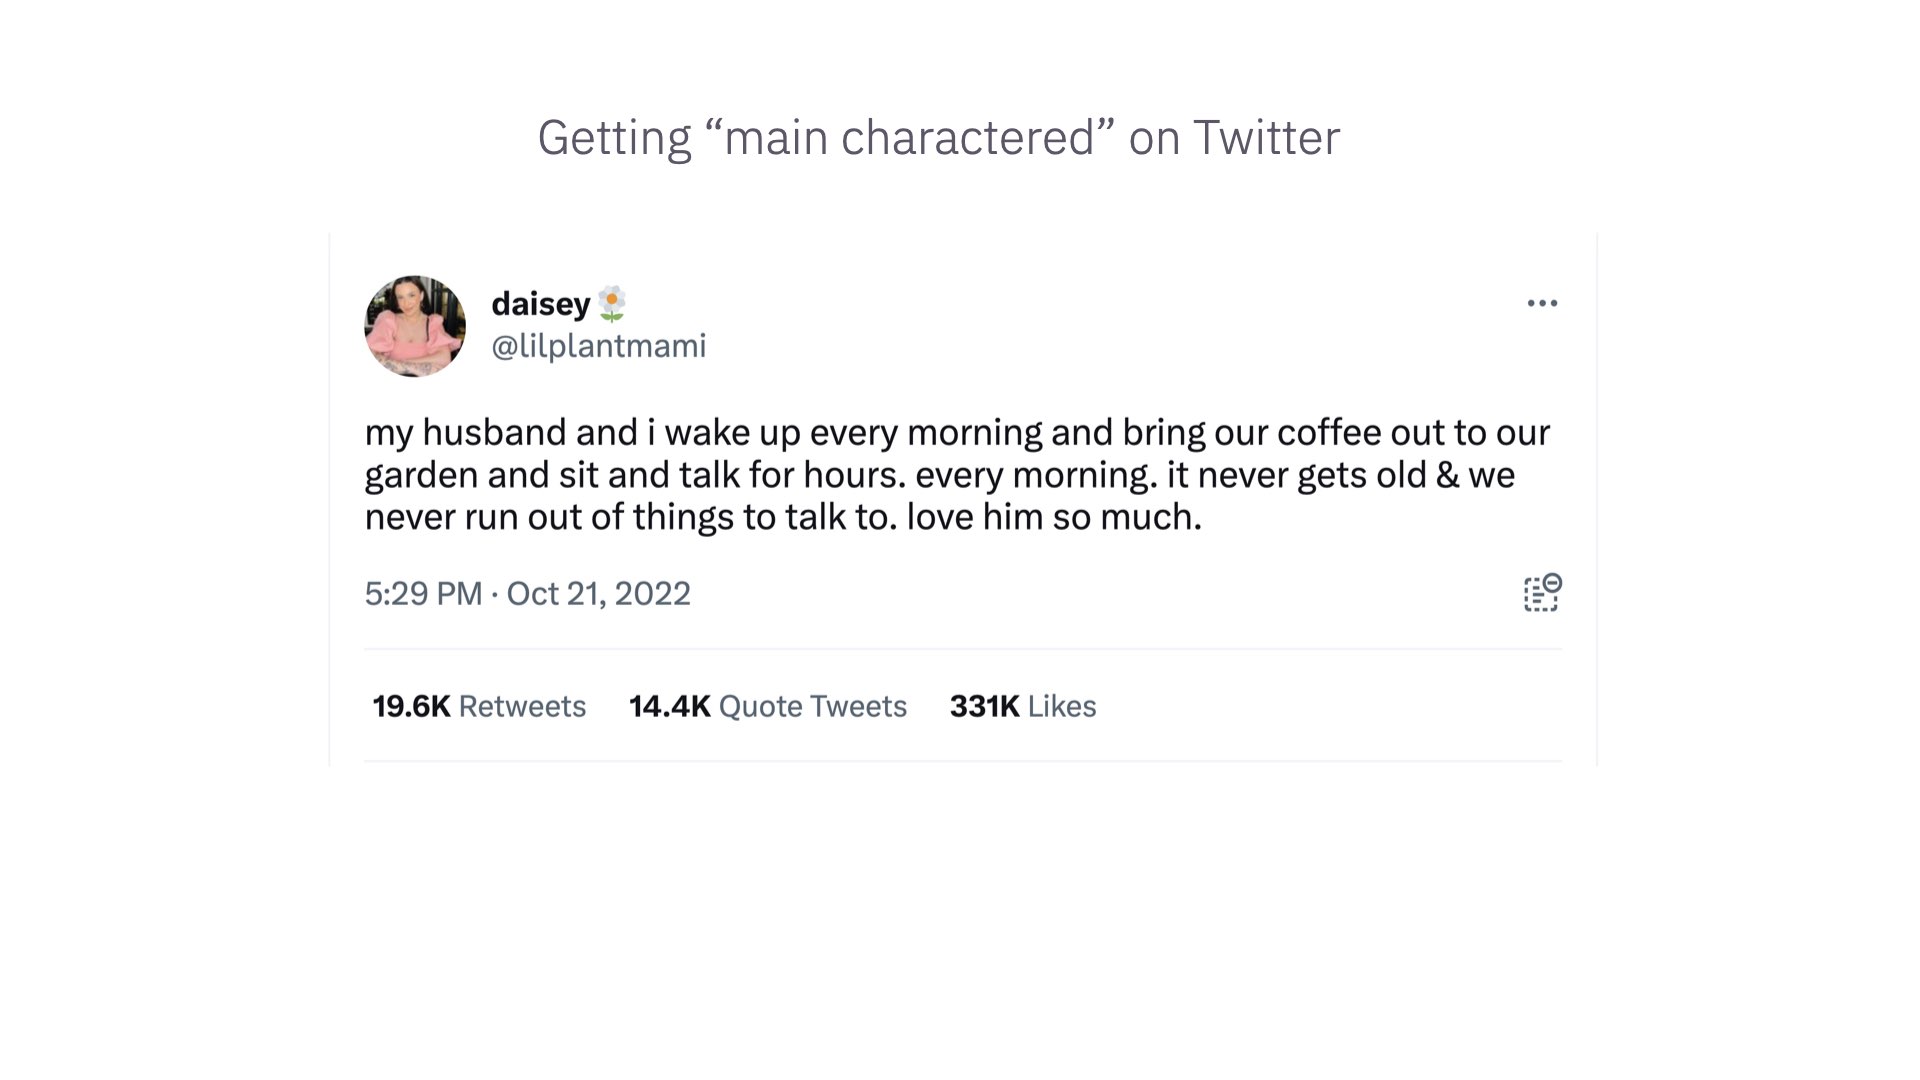 Getting “main charactered” on Twitter
daisey🌼
@lilplantmami
my husband and i wake up every morning and bring our coffee out to our
garden and sit and talk for hours. every morning. it never gets old & we
never run out of things to talk to. love him so much.
5:29 PM · Oct 21, 2022
19.6K Retweets 14.4K Quote Tweets 331K Likes